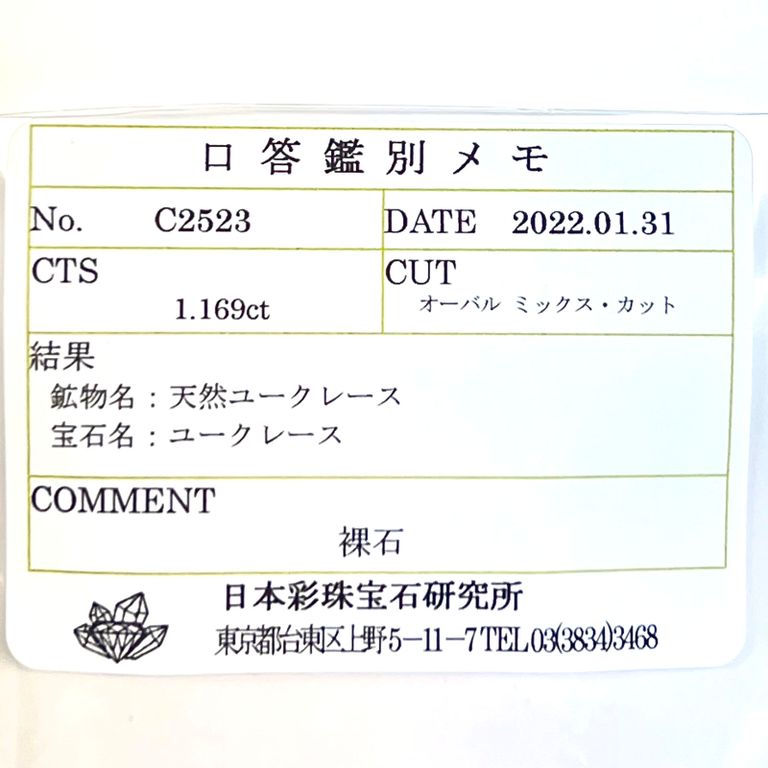 口答鑑別メモ
No. C2523 DATE 2022.01.31
CTS CUT
1.169ct オーバル ミックス・カット
結果
鉱物名：天然ユークレース
宝石名：ユークレース
COMMENT
裸石
日本彩珠宝石研究所
東京都台東区上野5－11－7 TEL 03(3834)3468